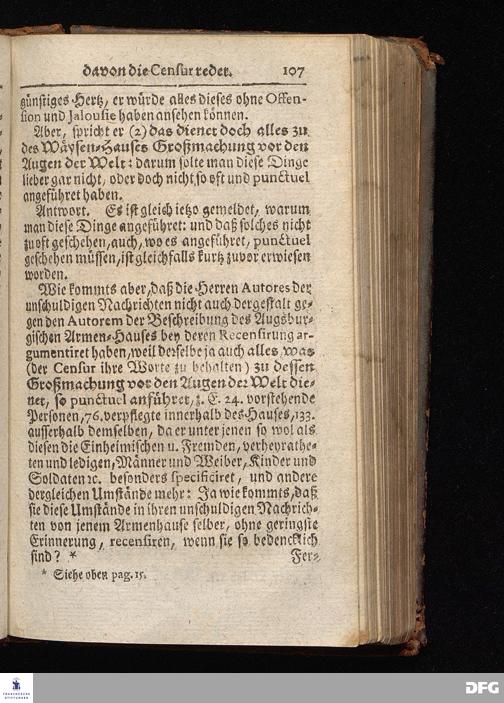 davon die Censur redet. 107
günstiges Hertz, er würde alles dieses ohne Offen-
sion und Jalousie haben ansehen können.
Aber, spricht er (2) das dienet doch alles zu
des Wäysen-Hauses Großmachung vor den
Augen der Welt: darum solte man diese Dinge
lieber gar nicht, oder doch nicht so oft und punctuel
angeführet haben.
Antwort. Es ist gleich ietzo gemeldet, warum
man diese Dinge angeführet: und daß solches nicht
zu oft geschehen, auch, wo es angeführet, punctuel
geschehen müssen, ist gleichfalls kurtz zuvor erwiesen
worden.
Wie kommts aber, daß die Herren Autores der
unschuldigen Nachrichten nicht auch dergestalt ge-
gen den Autorem der Beschreibung des Augsbur-
gischen Armen-Hauses bey deren Recensirung ar-
gumentiret haben, weil derselbe ja auch alles, was
(der Censur ihre Worte zu behalten) zu dessen
Großmachung vor den Augen der Welt die-
net, so punctuel anführet, z. E. 24. vorstehende
Personen, 76. verpflegte innerhalb des Hauses, 133.
ausserhalb demselben, da er unter jenen so wol als
diesen die Einheimischen u. Fremden, verheyrathe-
ten und ledigen, Männer und Weiber, Kinder und
Soldaten ꝛc. besonders specificiret, und andere
dergleichen Umstände mehr: Ja wie kommts, daß
sie diese Umstände in ihren unschuldigen Nachrich-
ten von jenem Armenhause selber, ohne geringste
Erinnerung, recensiren, wenn sie so bedencklich
sind? * Fer-
* Siehe oben pag. 15.
FRANCKESCHE
STIFTUNGEN
DFG